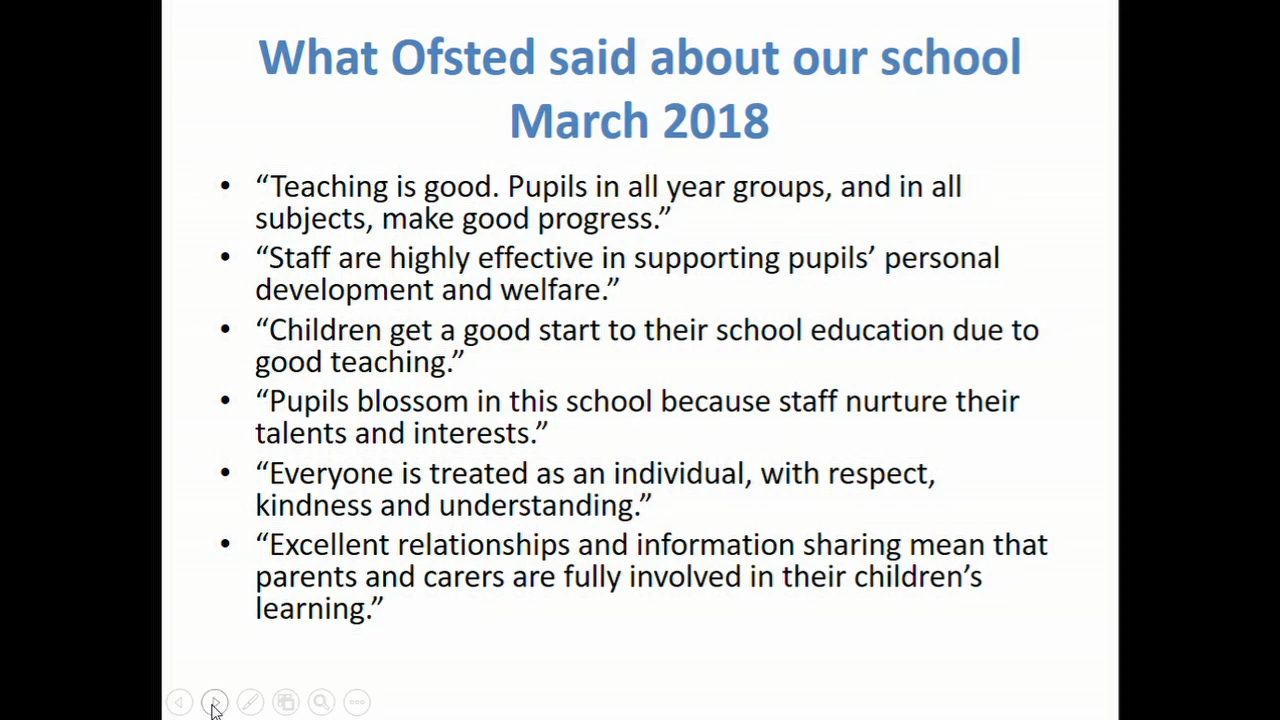 What Ofsted said about our school
March 2018
• “Teaching is good. Pupils in all year groups, and in all
subjects, make good progress.”
• “Staff are highly effective in supporting pupils’ personal
development and welfare.”
• “Children get a good start to their school education due to
good teaching.”
• “Pupils blossom in this school because staff nurture their
talents and interests.”
• “Everyone is treated as an individual, with respect,
kindness and understanding.”
• “Excellent relationships and information sharing mean that
parents and carers are fully involved in their children’s
learning.”